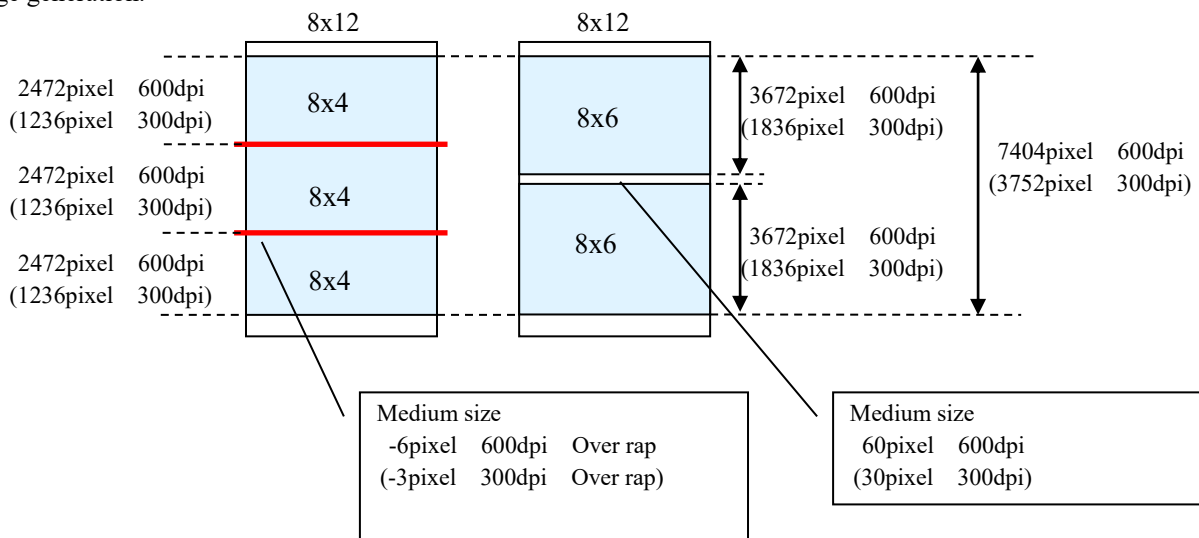 ge generation.
8x12
8x12
2472pixel 600dpi
(1236pixel 300dpi)
8x4
2472pixel 600dpi
(1236pixel 300dpi)
8x4
2472pixel 600dpi
(1236pixel 300dpi)
8x4
8x6
8x6
3672pixel 600dpi
(1836pixel 300dpi)
3672pixel 600dpi
(1836pixel 300dpi)
7404pixel 600dpi
(3752pixel 300dpi)
Medium size
-6pixel 600dpi Over rap
(-3pixel 300dpi Over rap)
Medium size
60pixel 600dpi
(30pixel 300dpi)